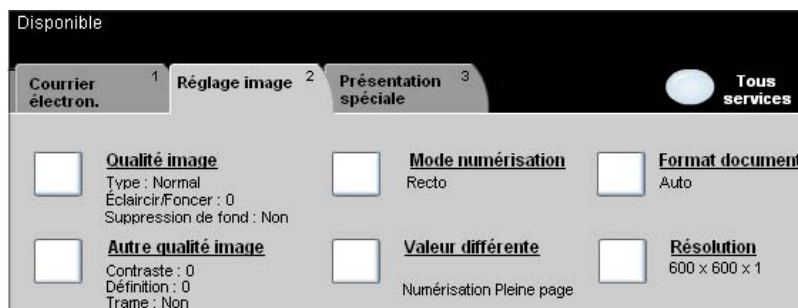 Disponible
Courrier électron. 1
Réglage image 2
Présentation spéciale 3
Tous services
Qualité image
Type : Normal
Éclaircir/Foncer : 0
Suppression de fond : Non
Mode numérisation
Recto
Format document
Auto
Autre qualité image
Contraste : 0
Définition : 0
Trame : Non
Valeur différente
Numérisation Pleine page
Résolution
600 x 600 x 1